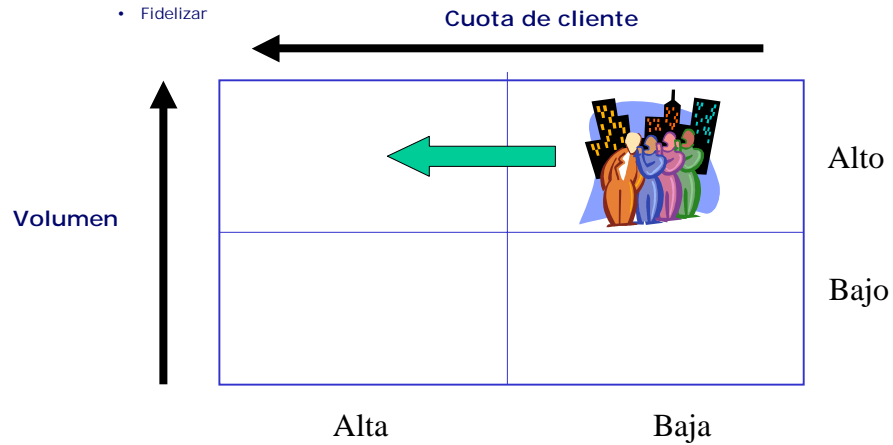 • Fidelizar
Cuota de cliente
Alto
Volumen
Bajo
Alta Baja